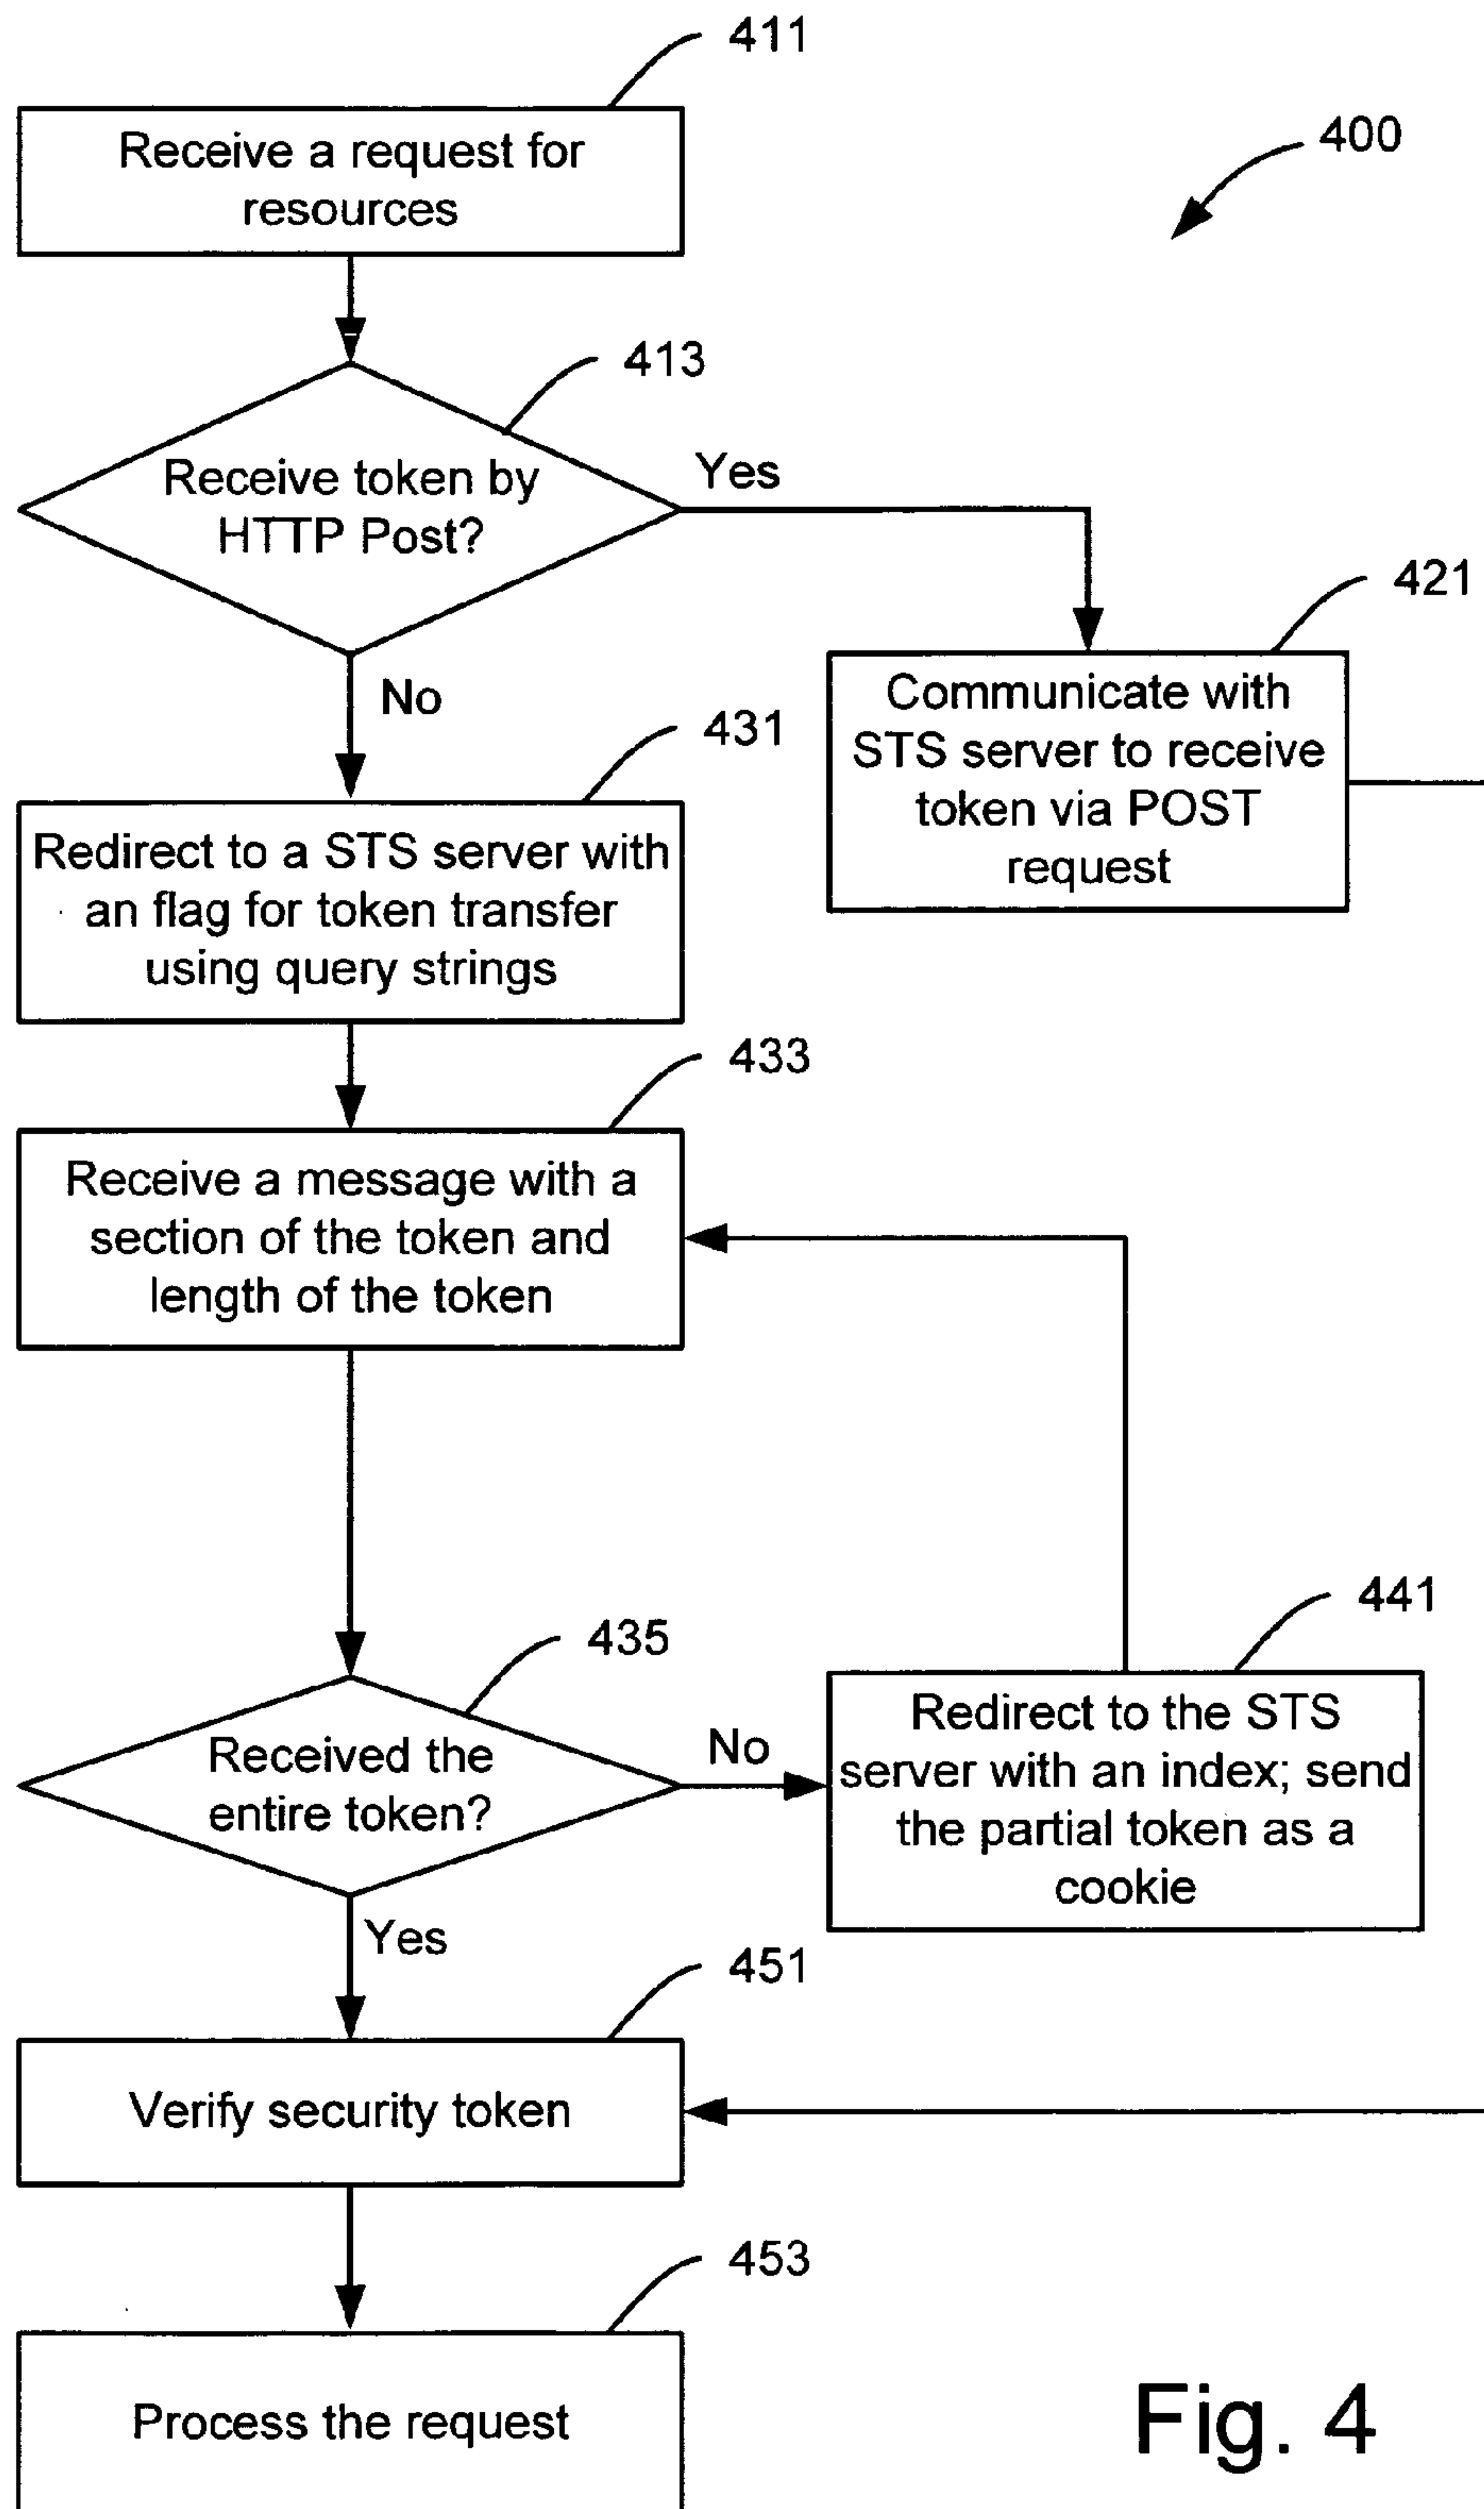 411
Receive a request for
resources
400
413
Receive token by
HTTP Post?
Yes
No
421
Communicate with
STS server to receive
token via POST
request
431
Redirect to a STS server with
an flag for token transfer
using query strings
433
Receive a message with a
section of the token and
length of the token
435
Received the
entire token?
No
Yes
441
Redirect to the STS
server with an index; send
the partial token as a
cookie
451
Verify security token
453
Process the request
Fig. 4